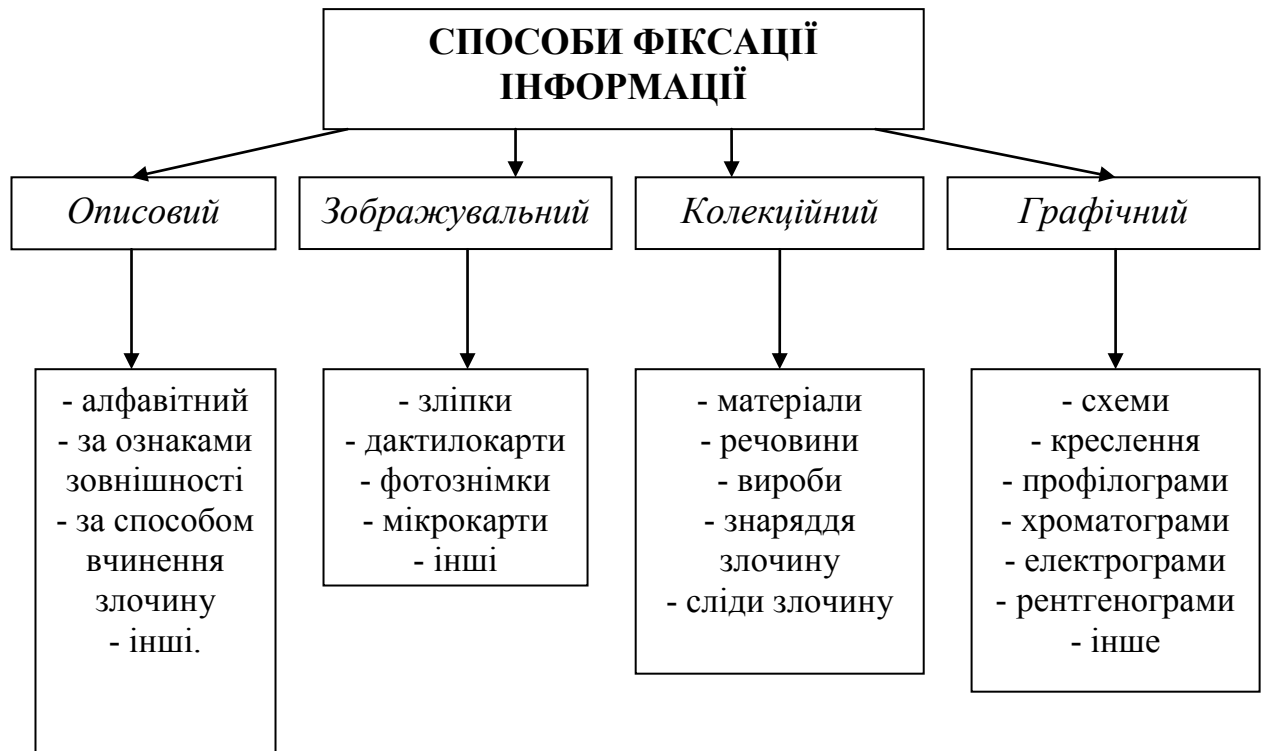 СПОСОБИ ФІКСАЦІЇ
ІНФОРМАЦІЇ
Описовий
Зображувальний
Колекційний
Графічний
- алфавітний
- за ознаками
зовнішності
- за способом
вчинення
злочину
- інші.
- зліпки
- дактилокарти
- фотознімки
- мікрокарти
- інші
- матеріали
- речовини
- вироби
- знаряддя
злочину
- сліди злочину
- схеми
- креслення
- профілограми
- хроматограми
- електрограми
- рентгенограми
- інше